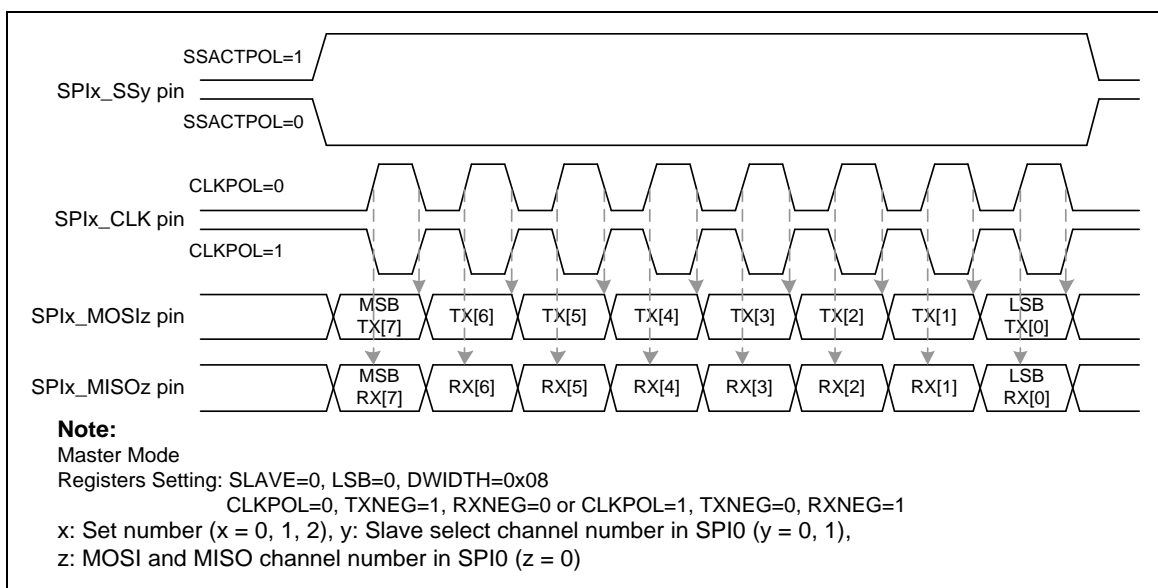 SSACTPOL=1
SPIx_SSy pin
SSACTPOL=0
CLKPOL=0
SPIx_CLK pin
CLKPOL=1
SPIx_MOSIz pin
MSB
TX[7]
TX[6]
TX[5]
TX[4]
TX[3]
TX[2]
TX[1]
LSB
TX[0]
SPIx_MISOz pin
MSB
RX[7]
RX[6]
RX[5]
RX[4]
RX[3]
RX[2]
RX[1]
LSB
RX[0]
Note:
Master Mode
Registers Setting: SLAVE=0, LSB=0, DWIDTH=0x08
CLKPOL=0, TXNEG=1, RXNEG=0 or CLKPOL=1, TXNEG=0, RXNEG=1
x: Set number (x = 0, 1, 2), y: Slave select channel number in SPI0 (y = 0, 1),
z: MOSI and MISO channel number in SPI0 (z = 0)